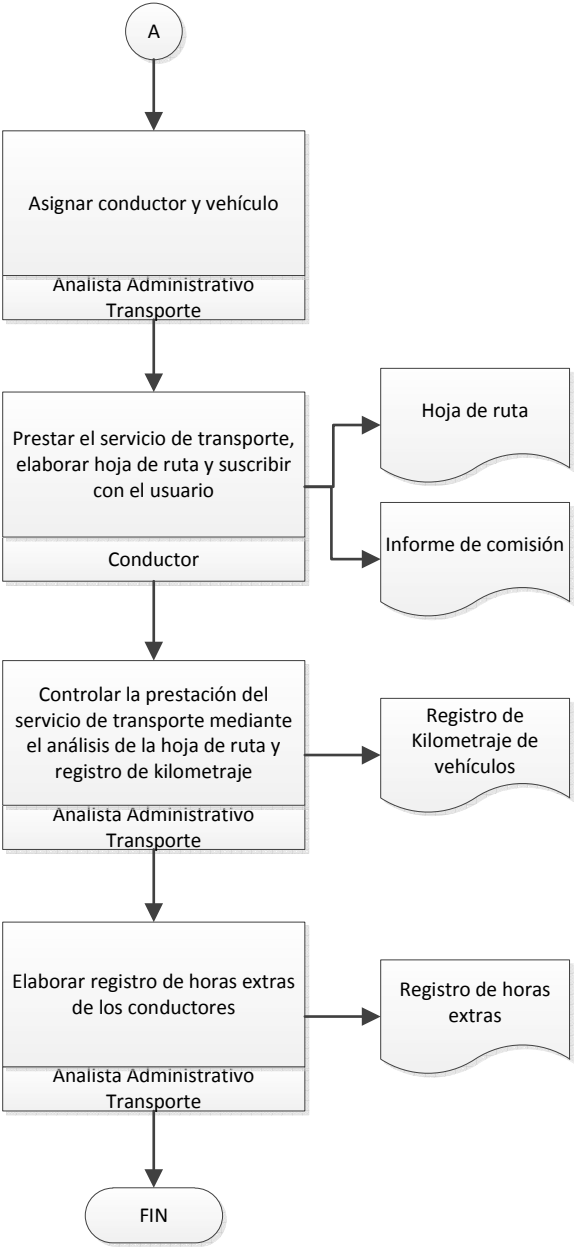 A
Asignar conductor y vehículo
Analista Administrativo
Transporte
Prestar el servicio de transporte,
elaborar hoja de ruta y suscribir
con el usuario
Conductor
Hoja de ruta
Informe de comisión
Controlar la prestación del
servicio de transporte mediante
el análisis de la hoja de ruta y
registro de kilometraje
Analista Administrativo
Transporte
Registro de
Kilometraje de
vehículos
Elaborar registro de horas extras
de los conductores
Analista Administrativo
Transporte
Registro de horas
extras
FIN